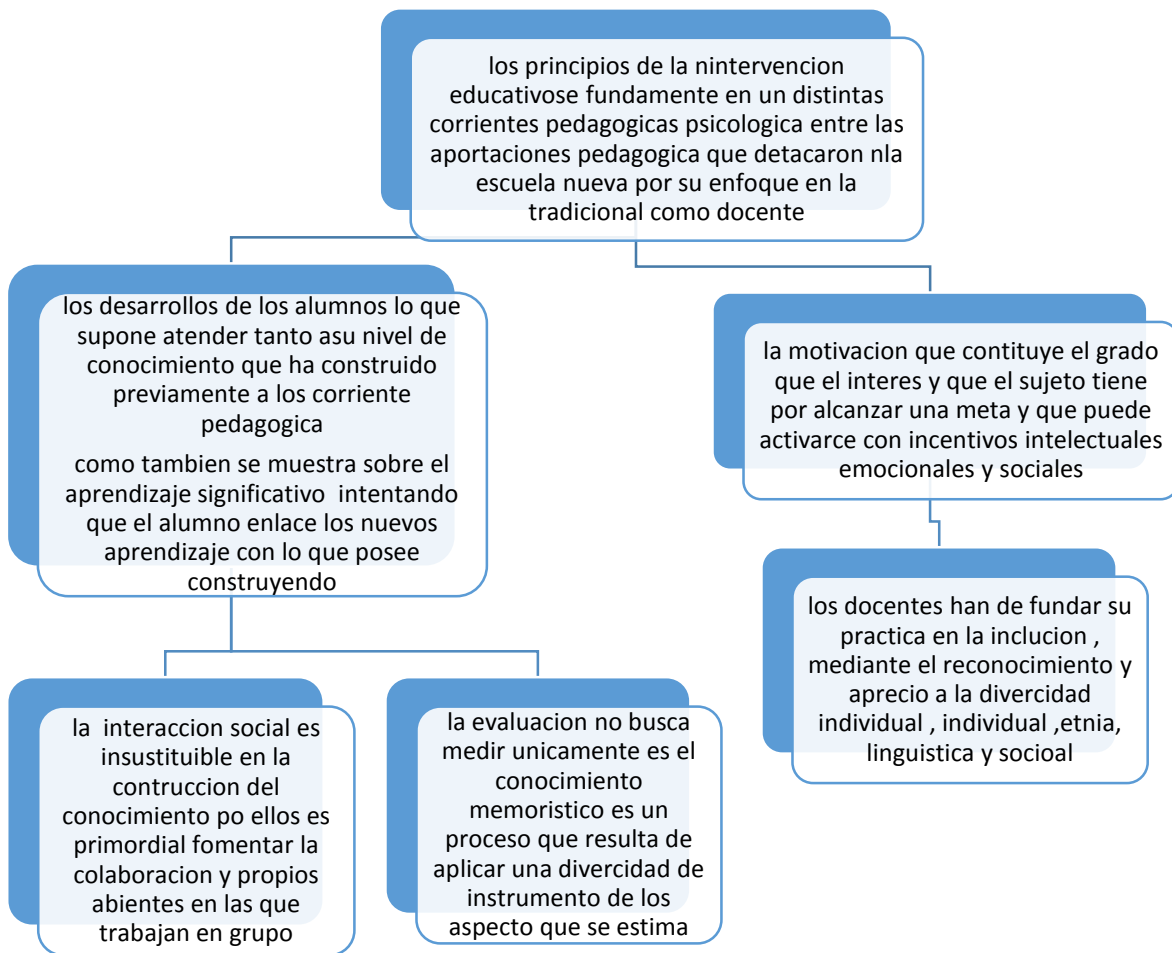 los principios de la nintervencion
educativose fundamente en un distintas
corrientes pedagogicas psicologica entre las
aportaciones pedagogica que detacaron nla
escuela nueva por su enfoque en la
tradicional como docente
los desarrollos de los alumnos lo que
supone atender tanto asu nivel de
conocimiento que ha construido
previamente a los corriente
pedagogica
como tambien se muestra sobre el
aprendizaje significativo intentando
que el alumno enlace los nuevos
aprendizaje con lo que posee
construyendo
la motivacion que contituye el grado
que el interes y que el sujeto tiene
por alcanzar una meta y que puede
activarce con incentivos intelectuales
emocionales y sociales
la interaccion social es
insustituible en la
contruccion del
conocimiento po ellos es
primordial fomentar la
colaboracion y propios
abientes en las que
trabajan en grupo
la evaluacion no busca
medir unicamente es el
conocimiento
memoristico es un
proceso que resulta de
aplicar una divercidad de
instrumento de los
aspecto que se estima
los docentes han de fundar su
practica en la inclucion ,
mediante el reconocimiento y
aprecio a la divercidad
individual , individual ,etnia,
linguistica y socioal